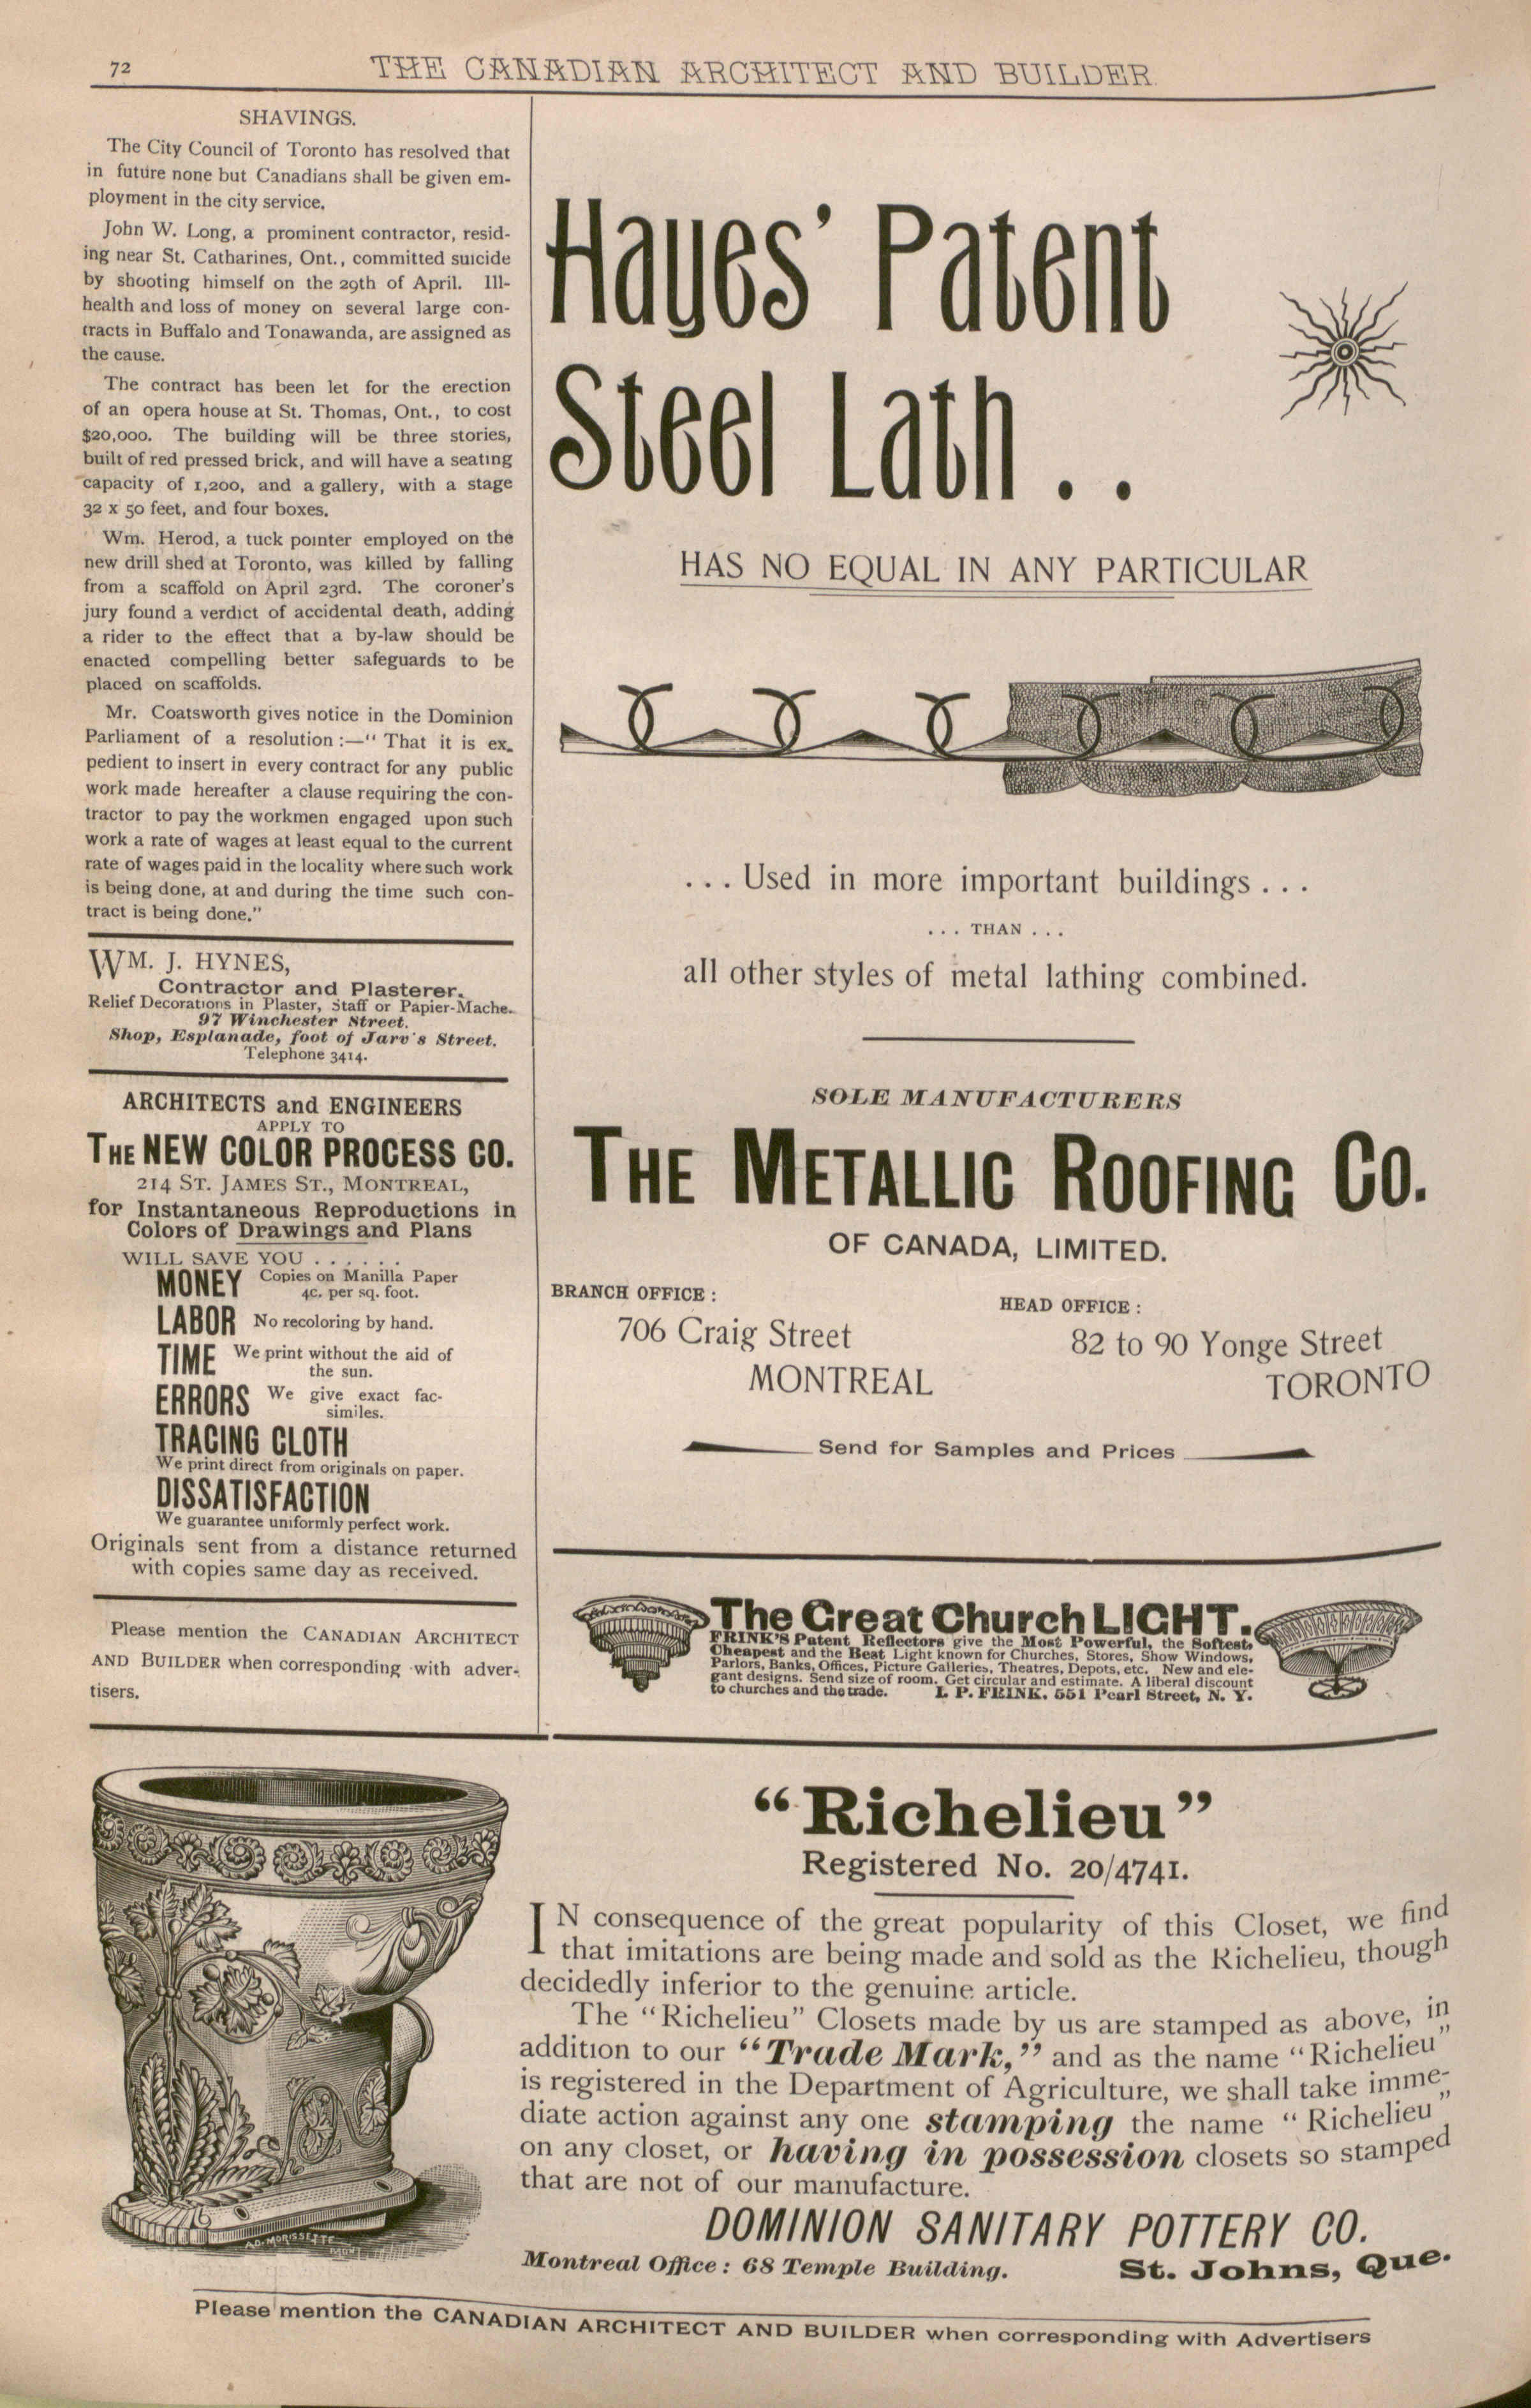 72
THE CANADIAN ARCHITECT AND BUILDER.
SHAVINGS.
The City Council of Toronto has resolved that
in future none but Canadians shall be given em-
ployment in the city service.
John W. Long, a prominent contractor, resid-
ing near St. Catharines, Ont., committed suicide
by shooting himself on the 29th of April. Ill-
health and loss of money on several large con-
tracts in Buffalo and Tonawanda, are assigned as
the cause.
The contract has been let for the erection
of an opera house at St. Thomas, Ont., to cost
$20,000. The building will be three stories,
built of red pressed brick, and will have a seating
capacity of 1,200, and a gallery, with a stage
32 x 50 feet, and four boxes.
Wm. Herod, a tuck pointer employed on the
new drill shed at Toronto, was killed by falling
from a scaffold on April 23rd. The coroner's
jury found a verdict of accidental death, adding
a rider to the effect that a by-law should be
enacted compelling better safeguards to be
placed on scaffolds.
Mr. Coatsworth gives notice in the Dominion
Parliament of a resolution :—" That it is ex-
pedient to insert in every contract for any public
work made hereafter a clause requiring the con-
tractor to pay the workmen engaged upon such
work a rate of wages at least equal to the current
rate of wages paid in the locality where such work
is being done, at and during the time such con-
tract is being done."
WM. J. HYNES,
Contractor and Plasterer.
Relief Decorations in Plaster, Staff or Papier-Mache.
97 Winchester Street.
Shop, Esplanade, foot of Jarv's Street.
Telephone 3414.
ARCHITECTS and ENGINEERS
APPLY TO
THE NEW COLOR PROCESS CO.
214 ST. JAMES ST., MONTREAL,
for Instantaneous Reproductions in
Colors of Drawings and Plans
WILL SAVE YOU . . . . . .
MONEY Copies on Manilla Paper
4c. per sq. foot.
LABOR No recoloring by hand.
TIME We print without the aid of
the sun.
ERRORS We give exact fac-
similes.
TRACING CLOTH
We print direct from originals on paper.
DISSATISFACTION
We guarantee uniformly perfect work.
Originals sent from a distance returned
with copies same day as received.
Please mention the CANADIAN ARCHITECT
AND BUILDER when corresponding with adver-
tisers.
Hayes' Patent
Steel Lath . .
HAS NO EQUAL IN ANY PARTICULAR
. . . Used in more important buildings . . .
. . . THAN . . .
all other styles of metal lathing combined.
SOLE MANUFACTURERS
THE METALLIC ROOFING CO.
OF CANADA, LIMITED.
BRANCH OFFICE :
706 Craig Street
MONTREAL
HEAD OFFICE :
82 to 90 Yonge Street
TORONTO
Send for Samples and Prices
The Great Church LIGHT.
FRINK'S Patent Reflectors give the Most Powerful, the Softest,
Cheapest and the Best Light known for Churches, Stores, Show Windows,
Parlors, Banks, Offices, Picture Galleries, Theatres, Depots, etc. New and ele-
gant designs. Send size of room. Get circular and estimate. A liberal discount
to churches and the trade. I. P. FRINK. 551 Pearl Street, N. Y.
"Richelieu"
Registered No. 20/4741.
IN consequence of the great popularity of this Closet, we find
that imitations are being made and sold as the Richelieu, though
decidedly inferior to the genuine article.
The "Richelieu" Closets made by us are stamped as above, in
addition to our "Trade Mark," and as the name "Richelieu"
is registered in the Department of Agriculture, we shall take imme-
diate action against any one stamping the name "Richelieu"
on any closet, or having in possession closets so stamped
that are not of our manufacture.
DOMINION SANITARY POTTERY CO.
Montreal Office : 68 Temple Building. St. Johns, Que.
A.D. MORISSETTE
Please mention the CANADIAN ARCHITECT AND BUILDER when corresponding with Advertisers